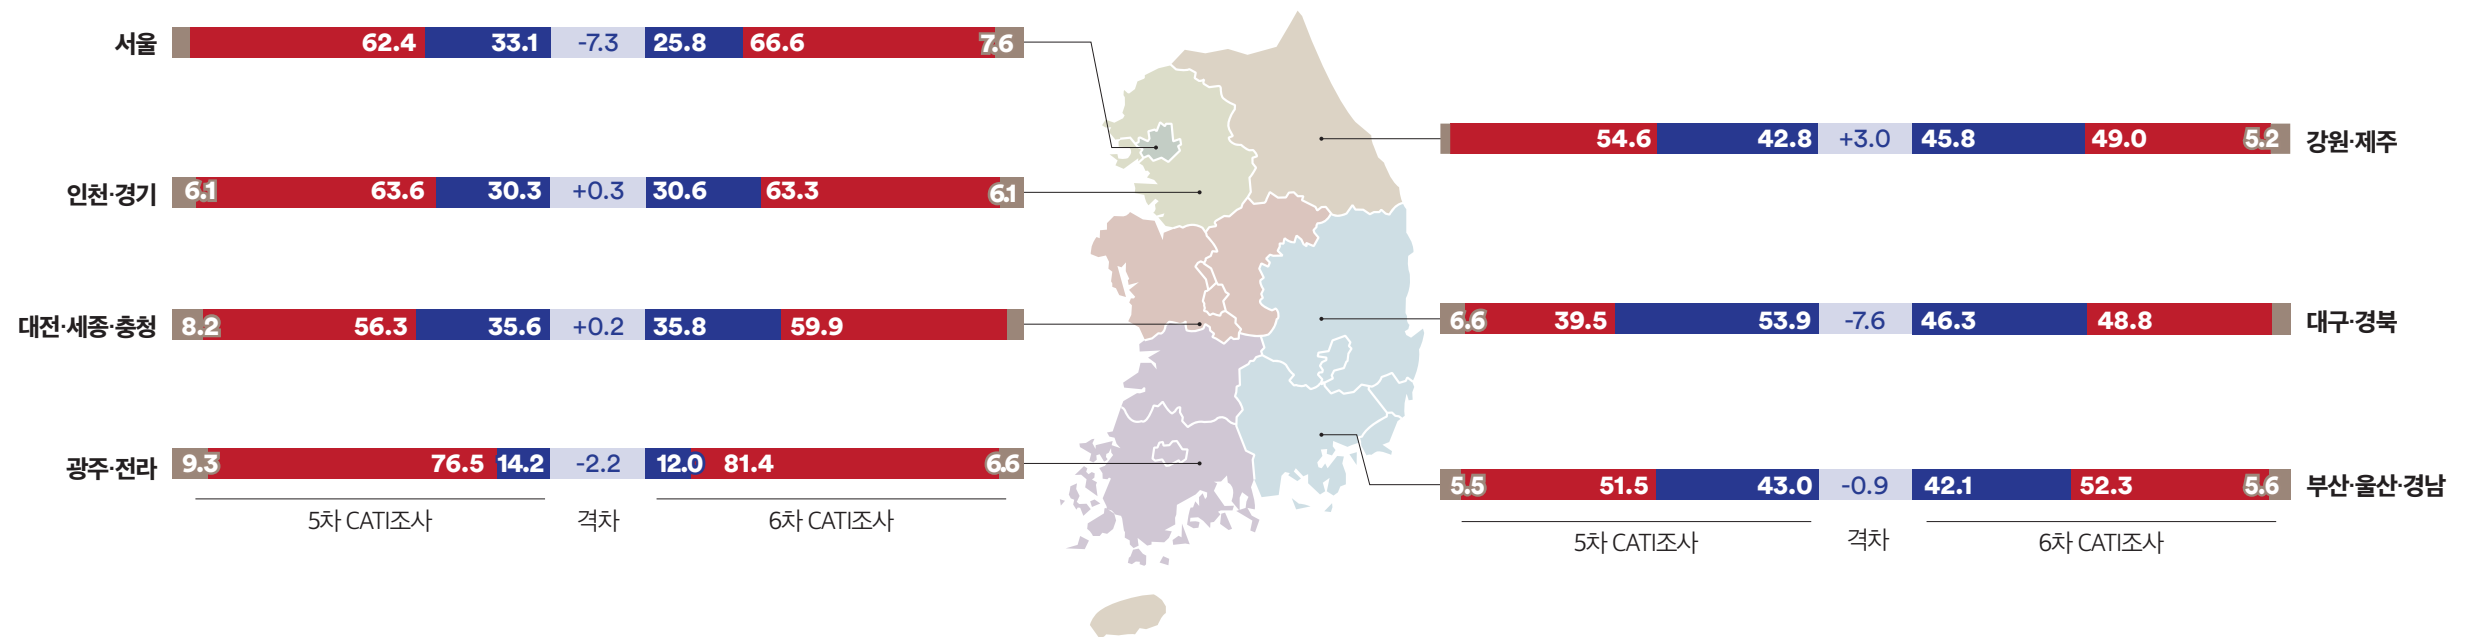 서울 62.4 33.1 -7.3 25.8 66.6 7.6
인천·경기 6.1 63.6 30.3 +0.3 30.6 63.3 6.1
대전·세종·충청 8.2 56.3 35.6 +0.2 35.8 59.9
광주·전라 9.3 76.5 14.2 -2.2 12.0 81.4 6.6
5차 CATI조사 격차 6차 CATI조사
54.6 42.8 +3.0 45.8 49.0 5.2 강원·제주
6.6 39.5 53.9 -7.6 46.3 48.8 대구·경북
5.5 51.5 43.0 -0.9 42.1 52.3 5.6 부산·울산·경남
5차 CATI조사 격차 6차 CATI조사